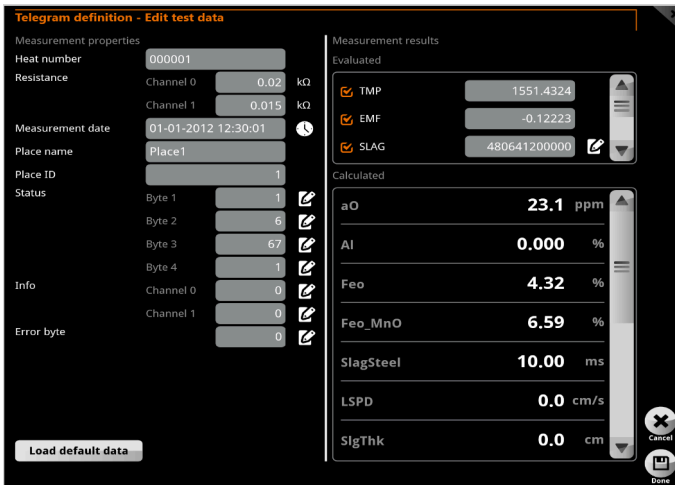 Telegram definition - Edit test data
Measurement properties
Heat number 000001
Resistance Channel 0 0.02 kΩ
Channel 1 0.015 kΩ
Measurement date 01-01-2012 12:30:01
Place name Place1
Place ID 1
Status Byte 1 1
Byte 2 6
Byte 3 67
Byte 4 1
Info Channel 0 0
Channel 1 0
Error byte 0
Load default data
Measurement results
Evaluated
TMP 1551.4324
EMF -0.12223
SLAG 480641200000
Calculated
aO 23.1 ppm
Al 0.000 %
Feo 4.32 %
Feo_MnO 6.59 %
SlagSteel 10.00 ms
LSPD 0.0 cm/s
SlgThk 0.0 cm
Cancel
Done